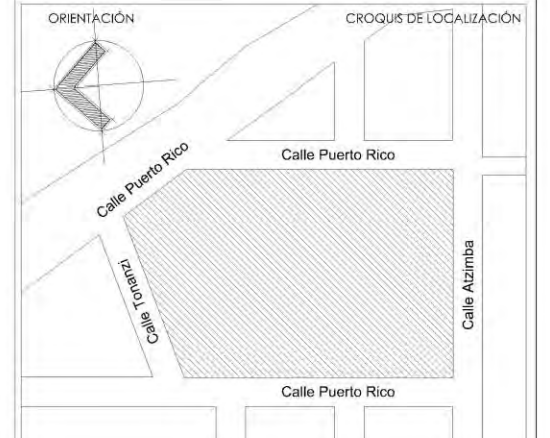 ORIENTACIÓN
CROQUIS DE LOCALIZACIÓN
Calle Puerto Rico
Calle Puerto Rico
Calle Tonanzi
Calle Atzimba
Calle Puerto Rico